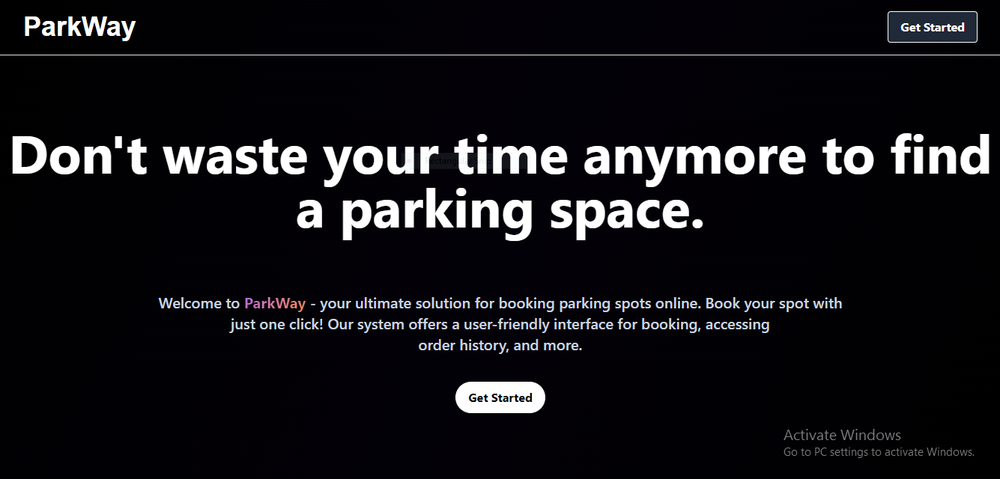 ParkWay
Get Started
Don't waste your time anymore to find
a parking space.
Rectangular Snip
Welcome to ParkWay - your ultimate solution for booking parking spots online. Book your spot with
just one click! Our system offers a user-friendly interface for booking, accessing
order history, and more.
Get Started
Activate Windows
Go to PC settings to activate Windows.